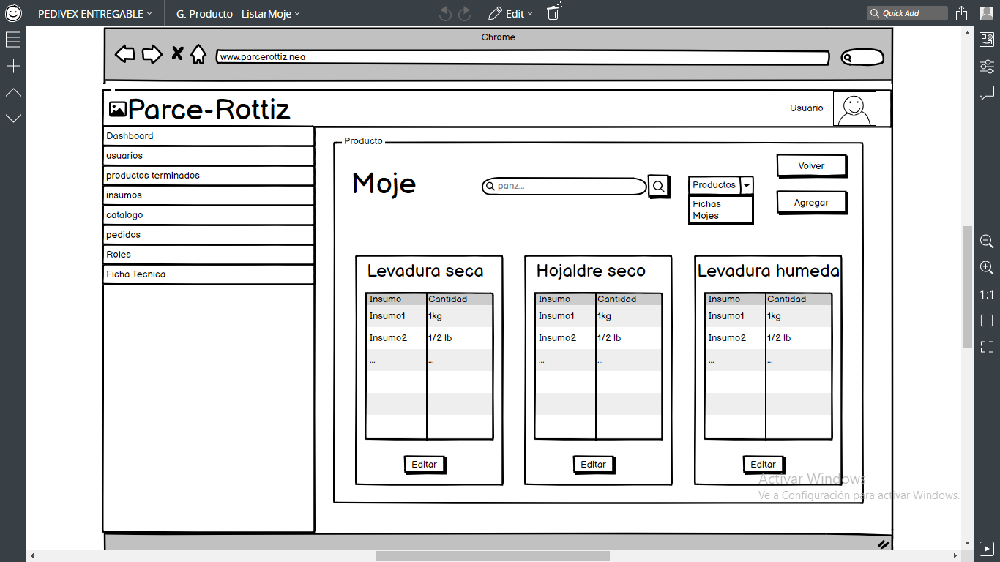 PEDIVEX ENTREGABLE
G. Producto - ListarMoje
Edit
Quick Add
Chrome
www.parcerottiz.nea
Parce-Rottiz
Usuario
Dashboard
usuarios
productos terminados
insumos
catalogo
pedidos
Roles
Ficha Tecnica
Producto
Moje
panz...
Productos
Fichas
Mojes
Volver
Agregar
Levadura seca
Insumo Cantidad
Insumo1 1kg
Insumo2 1/2 lb
... ...
Editar
Hojaldre seco
Insumo Cantidad
Insumo1 1kg
Insumo2 1/2 lb
... ...
Editar
Levadura humeda
Insumo Cantidad
Insumo1 1kg
Insumo2 1/2 lb
... ...
Editar
1:1
Activar Windows
Ve a Configuración para activar Windows.